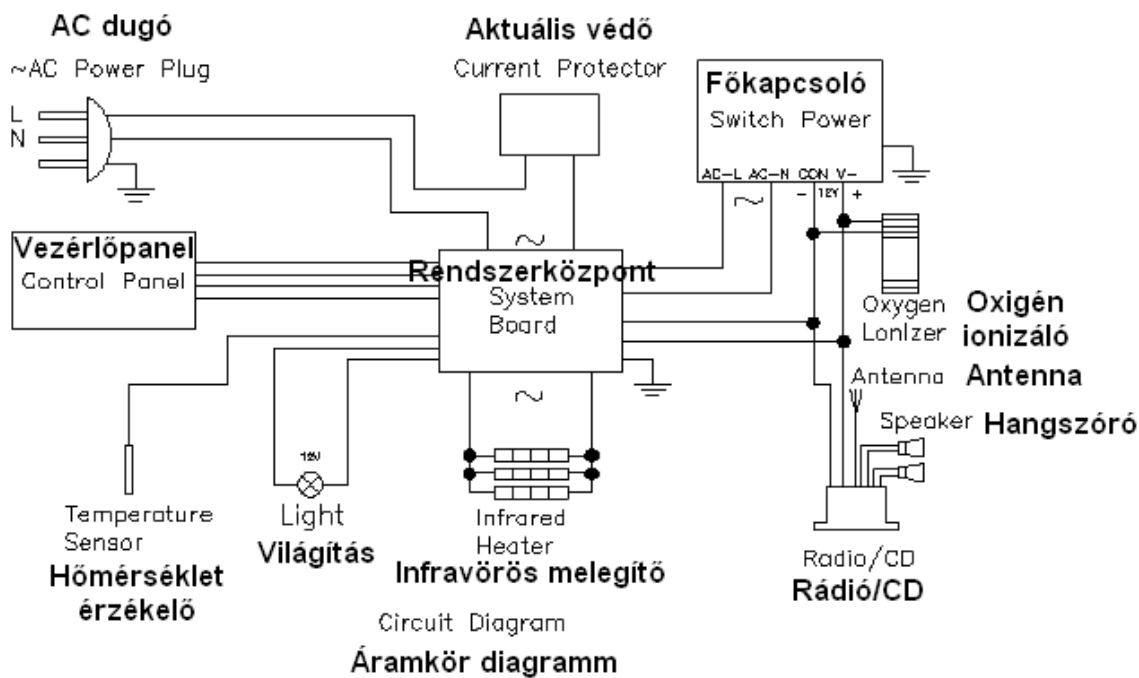 AC dugó
~AC Power Plug
L
N
Aktuális védő
Current Protector
Főkapcsoló
Switch Power
AC-L AC-N CON V-
- 12V +
~
Vezérlőpanel
Control Panel
~
Rendszerközpont
System
Board
~
Oxygen
LonIzer
Oxigén
ionizáló
Antenna Antenna
Speaker Hangszóró
12V
Temperature
Sensor
Hőmérséklet
érzékelő
Light
Világítás
Infrared
Heater
Infravörös melegítő
Radio/CD
Rádió/CD
Circuit Diagram
Áramkör diagramm